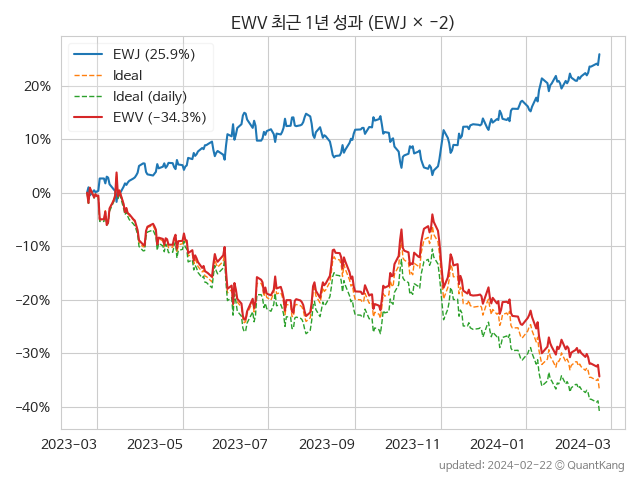 EWV 최근 1년 성과 (EWJ × −2)
EWJ (25.9%)
Ideal
Ideal (daily)
EWV (−34.3%)
20%
10%
0%
−10%
−20%
−30%
−40%
2023-03 2023-05 2023-07 2023-09 2023-11 2024-01 2024-03
updated: 2024-02-22 © QuantKang